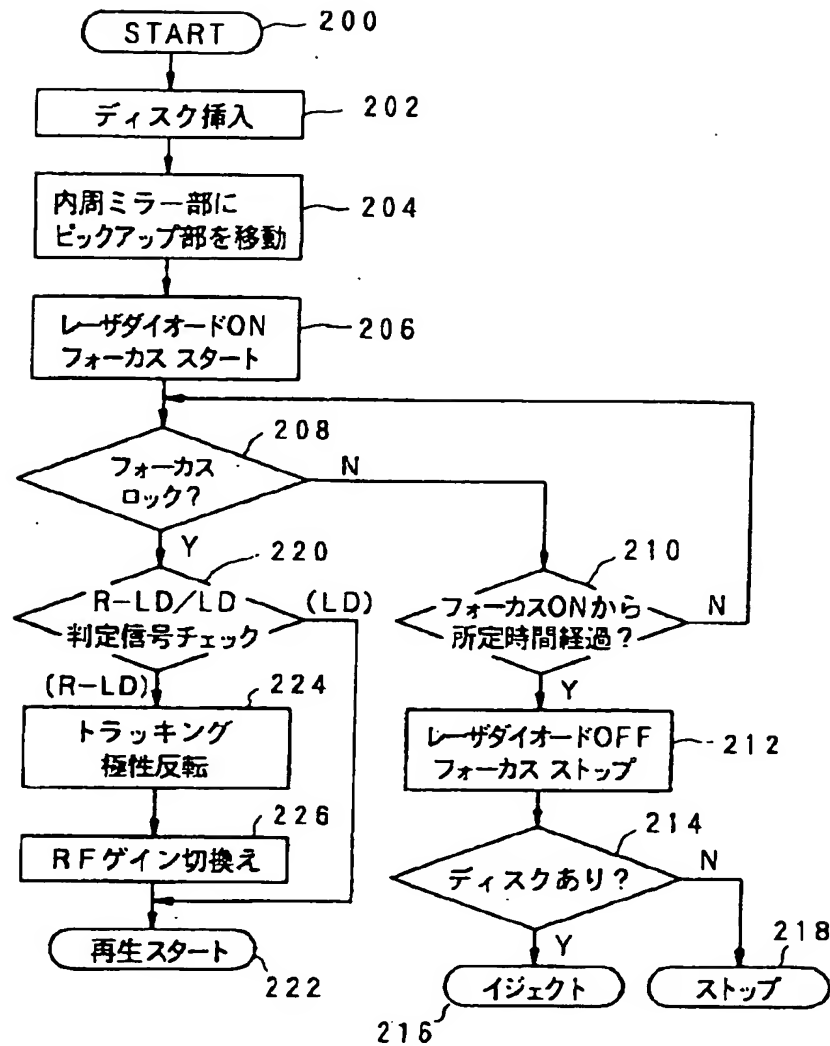 START
200
ディスク挿入
202
内周ミラー部に
ピックアップ部を移動
204
レーザダイオードON
フォーカス スタート
206
208
フォーカス
ロック?
N
Y
220
R-LD/LD
判定信号チェック
(LD)
(R-LD)
210
フォーカスONから
所定時間経過?
N
Y
224
トラッキング
極性反転
レーザダイオードOFF
フォーカス ストップ
212
226
RFゲイン切換え
214
ディスクあり?
N
Y
再生スタート
222
イジェクト
216
ストップ
218